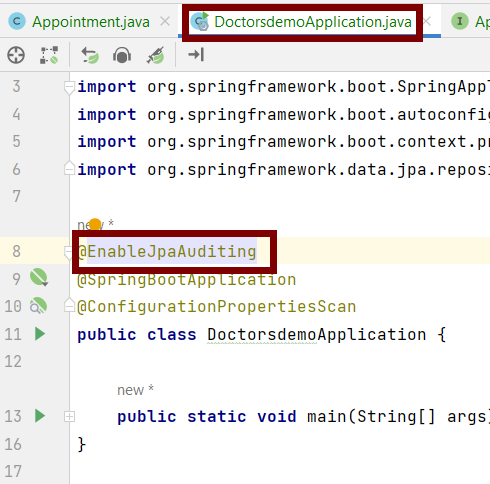 Appointment.java DoctorsdemoApplication.java Ap
3 import org.springframework.boot.SpringAppl
4 import org.springframework.boot.autoconfig
5 import org.springframework.boot.context.pr
6 import org.springframework.data.jpa.reposi
7
new *
8 @EnableJpaAuditing
9 @SpringBootApplication
10 @ConfigurationPropertiesScan
11 public class DoctorsdemoApplication {
12
new *
13 public static void main(String[] args)
16 }
17